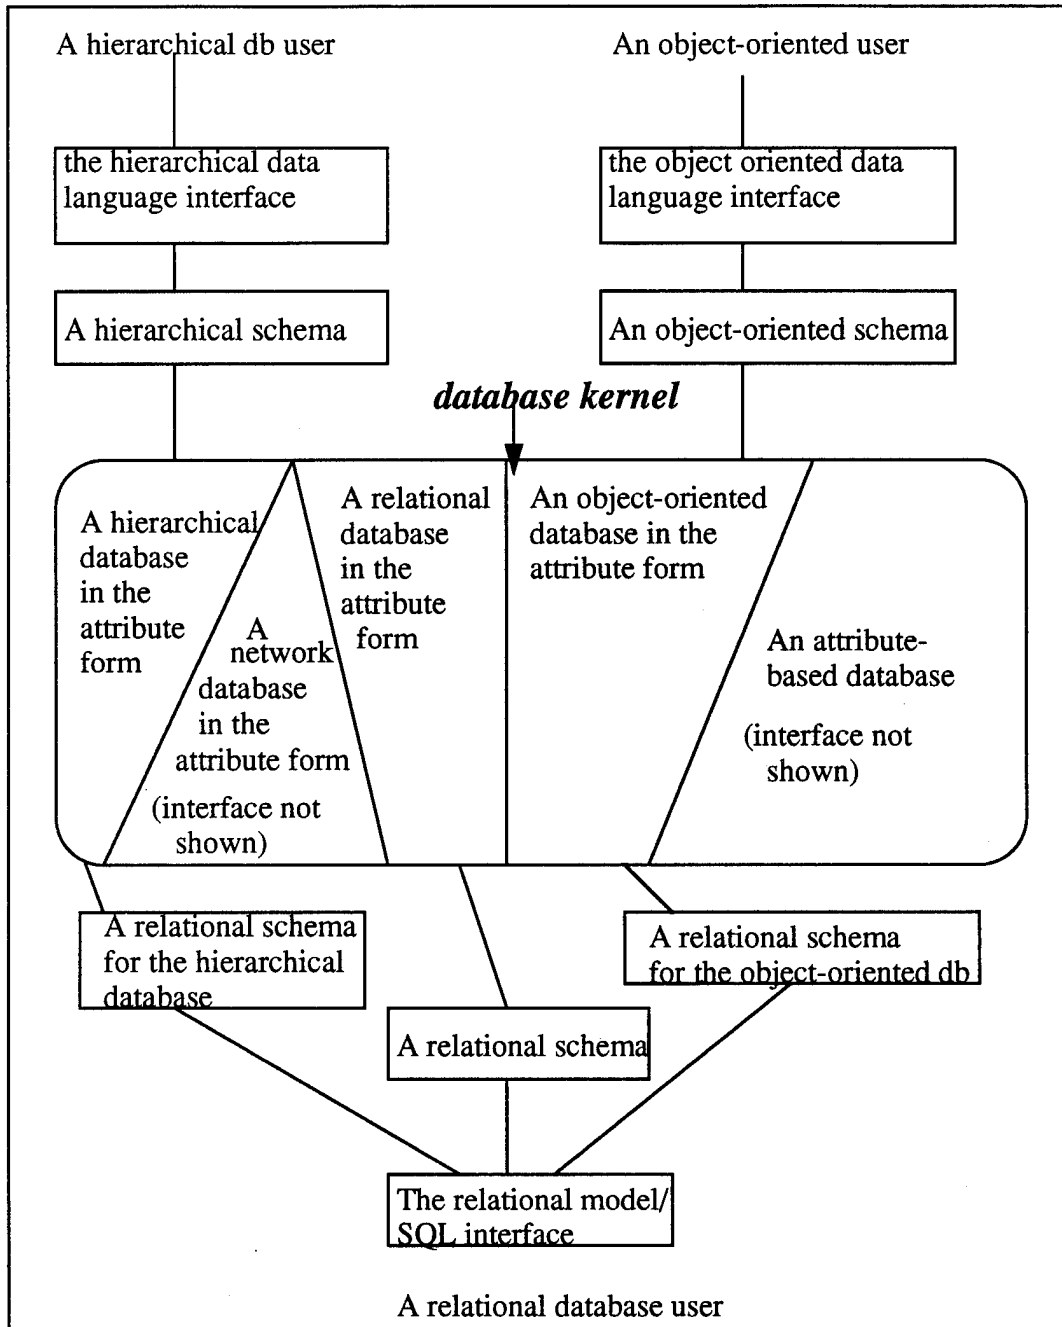 A hierarchical db user
An object-oriented user
the hierarchical data
language interface
the object oriented data
language interface
A hierarchical schema
An object-oriented schema
database kernel
A hierarchical
database
in the
attribute
form
A
network
database
in the
attribute form
(interface not
shown)
A relational
database
in the
attribute
form
An object-oriented
database in the
attribute form
An attribute-
based database
(interface not
shown)
A relational schema
for the hierarchical
database
A relational schema
for the object-oriented db
A relational schema
The relational model/
SQL interface
A relational database user